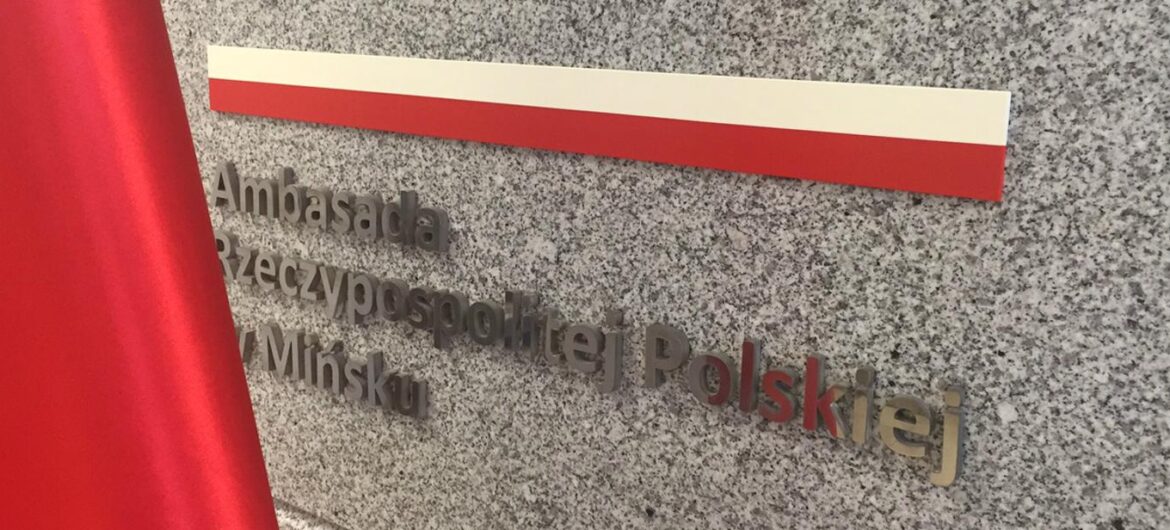 Ambasada
Rzeczypospolitej Polskiej
w Mińsku